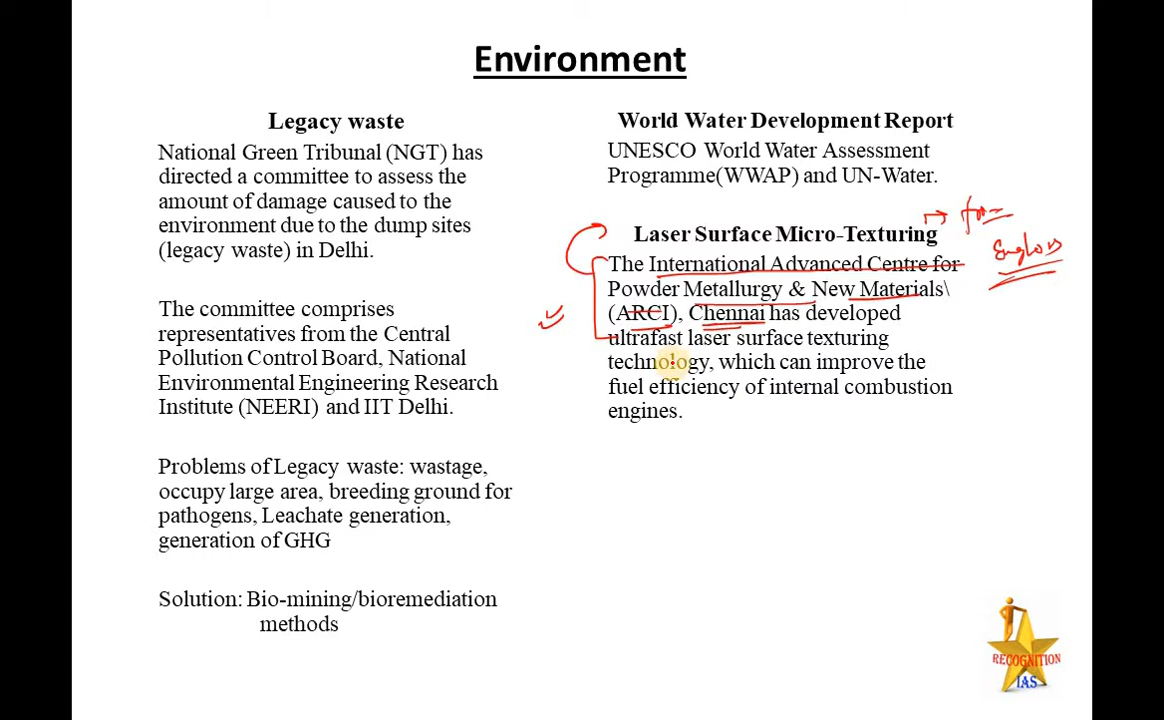 Environment
Legacy waste
National Green Tribunal (NGT) has
directed a committee to assess the
amount of damage caused to the
environment due to the dump sites
(legacy waste) in Delhi.
The committee comprises
representatives from the Central
Pollution Control Board, National
Environmental Engineering Research
Institute (NEERI) and IIT Delhi.
Problems of Legacy waste: wastage,
occupy large area, breeding ground for
pathogens, Leachate generation,
generation of GHG
Solution: Bio-mining/bioremediation
methods
World Water Development Report
UNESCO World Water Assessment
Programme(WWAP) and UN-Water.
Laser Surface Micro-Texturing
The International Advanced Centre for
Powder Metallurgy & New Materials\
(ARCI), Chennai has developed
ultrafast laser surface texturing
technology, which can improve the
fuel efficiency of internal combustion
engines.
RECOGNITION
IAS